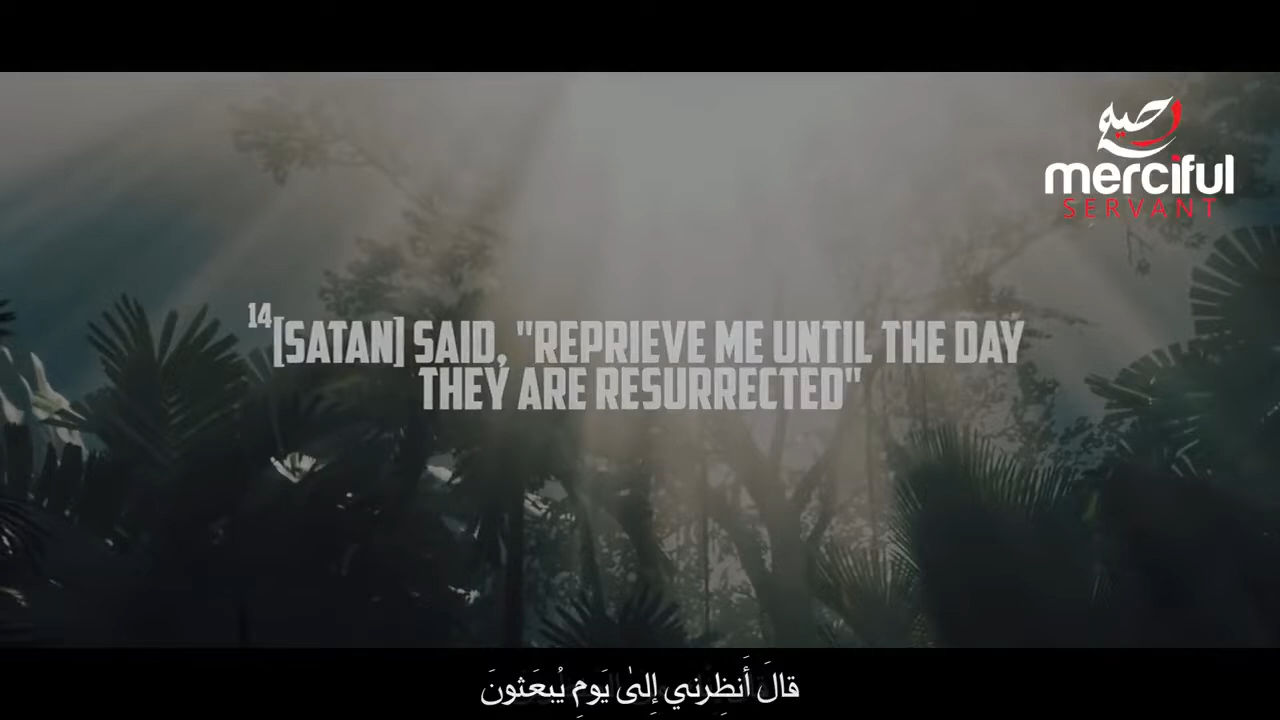 merciful
SERVANT
14[SATAN] SAID, "REPRIEVE ME UNTIL THE DAY
THEY ARE RESURRECTED"
قالَ أَنظِرني إِلىٰ يَومِ يُبعَثونَ